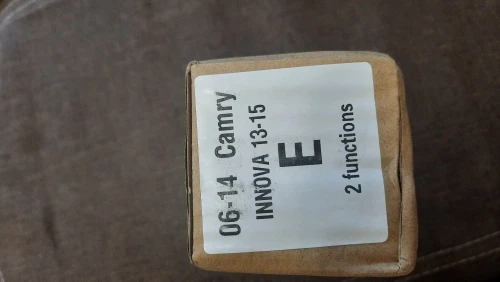 06-14 Camry
INNOVA 13-15
E
2 functions